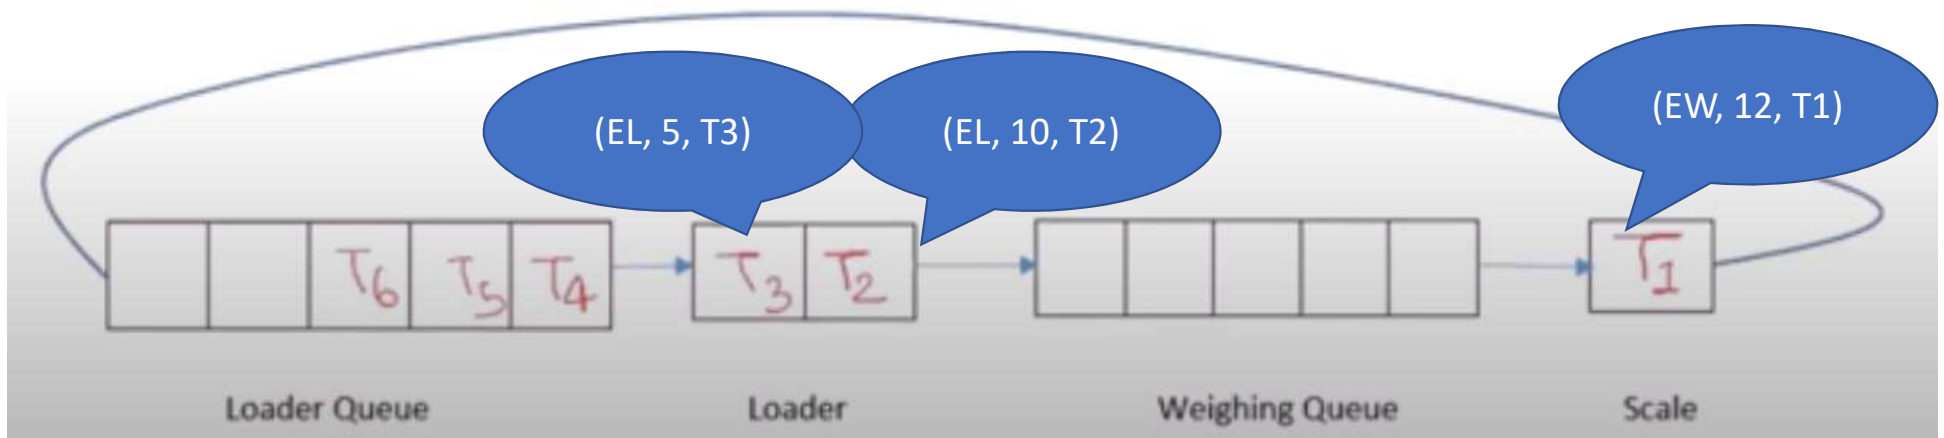 (EL, 5, T3)
(EL, 10, T2)
(EW, 12, T1)
T6 T5 T4
T3 T2
T1
Loader Queue
Loader
Weighing Queue
Scale